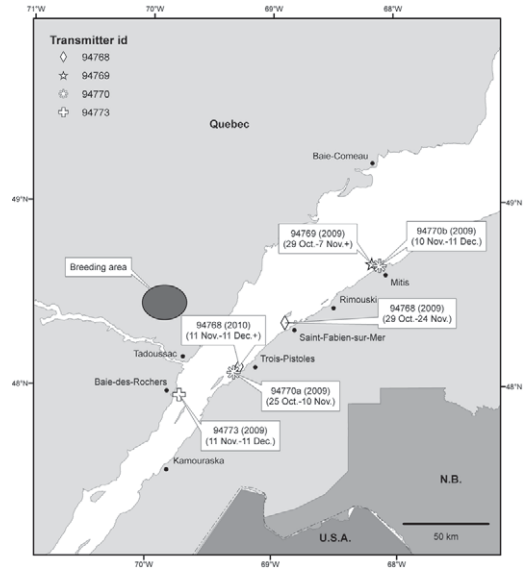 71°W 70°W 69°W 68°W
Transmitter id
94768
94769
94770
94773
Quebec
Baie-Comeau
49°N 49°N
94769 (2009)
(29 Oct.-7 Nov.+)
94770b (2009)
(10 Nov.-11 Dec.)
Breeding area
Mitis
Rimouski
94768 (2009)
(29 Oct.-24 Nov.)
94768 (2010)
(11 Nov.-11 Dec.+)
Saint-Fabien-sur-Mer
Tadoussac
Trois-Pistoles
48°N 48°N
Baie-des-Rochers
94770a (2009)
(25 Oct.-10 Nov.)
94773 (2009)
(11 Nov.-11 Dec.)
Kamouraska
N.B.
50 km
U.S.A.
70°W 69°W 68°W